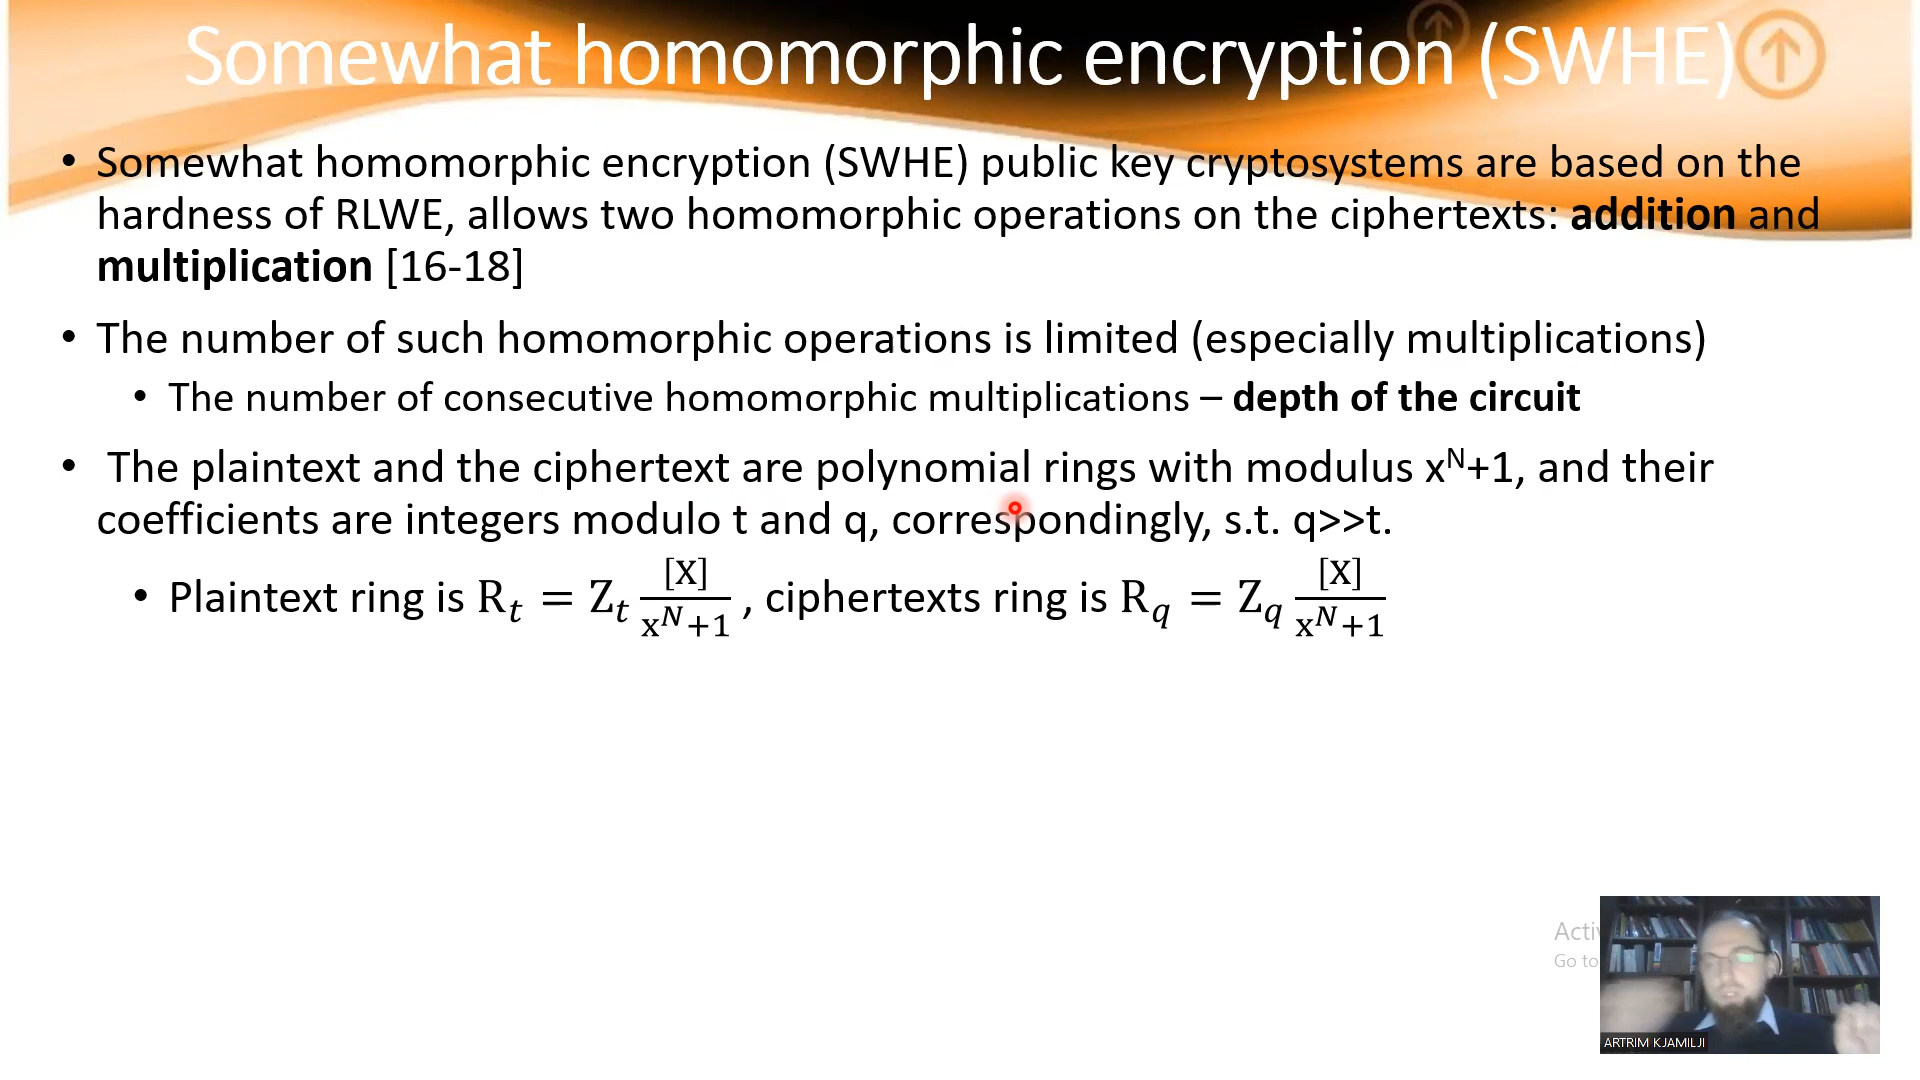 Somewhat homomorphic encryption (SWHE)
• Somewhat homomorphic encryption (SWHE) public key cryptosystems are based on the
hardness of RLWE, allows two homomorphic operations on the ciphertexts: addition and
multiplication [16-18]
• The number of such homomorphic operations is limited (especially multiplications)
• The number of consecutive homomorphic multiplications – depth of the circuit
• The plaintext and the ciphertext are polynomial rings with modulus x^N+1, and their
coefficients are integers modulo t and q, correspondingly, s.t. q>>t.
• Plaintext ring is R_t = Z_t [X]/(x^N+1) , ciphertexts ring is R_q = Z_q [X]/(x^N+1)
Go to
ARTRIM KJAMILJI